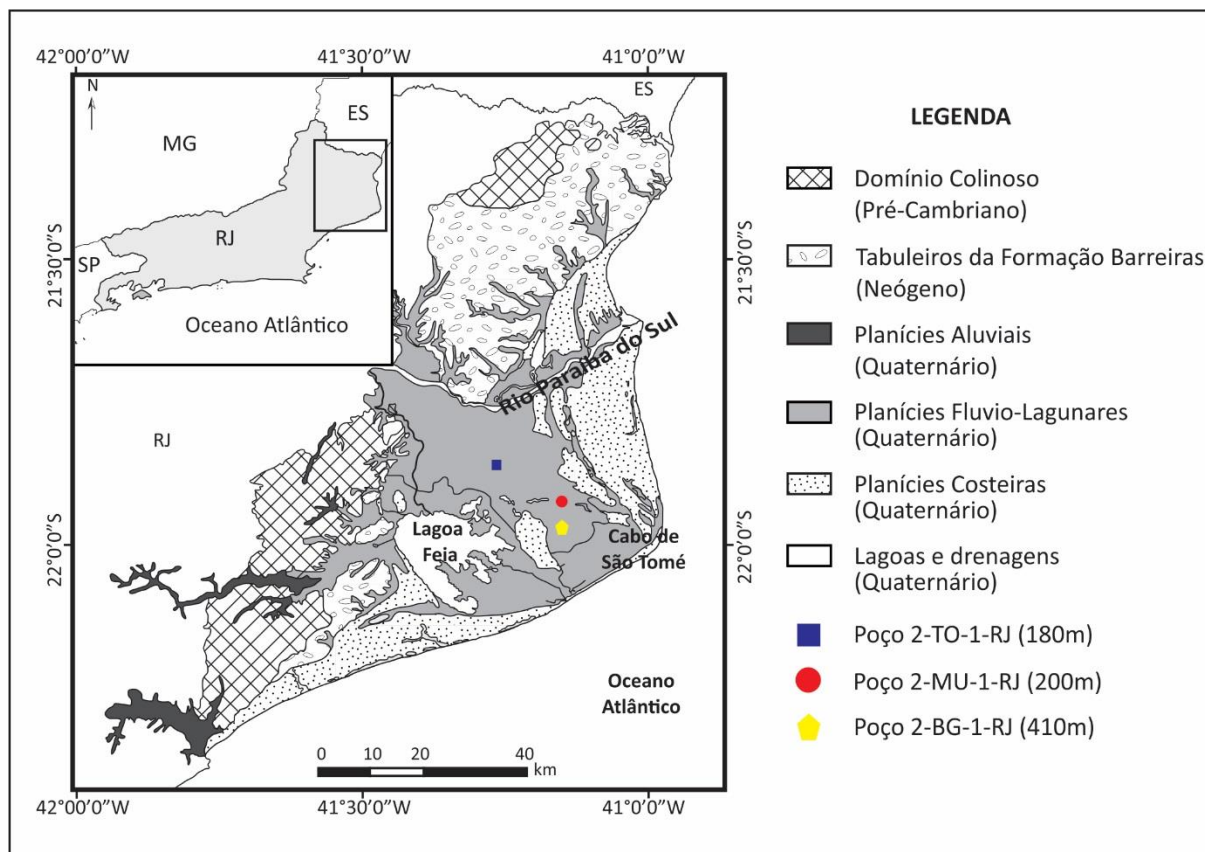 42°00’0”W
41°30’0”W
41°00’0”W
N
ES
ES
MG
RJ
SP
Oceano Atlântico
21°30’0”S
21°30’0”S
Rio Paraíba do Sul
RJ
Lagoa
Feia
Cabo de
São Tomé
22°0’0”S
22°0’0”S
Oceano
Atlântico
0 10 20 40
km
42°00’0”W
41°30’0”W
41°00’0”W
LEGENDA
Domínio Colinoso
(Pré-Cambriano)
Tabuleiros da Formação Barreiras
(Neógeno)
Planícies Aluviais
(Quaternário)
Planícies Fluvio-Lagunares
(Quaternário)
Planícies Costeiras
(Quaternário)
Lagoas e drenagens
(Quaternário)
Poço 2-TO-1-RJ (180m)
Poço 2-MU-1-RJ (200m)
Poço 2-BG-1-RJ (410m)